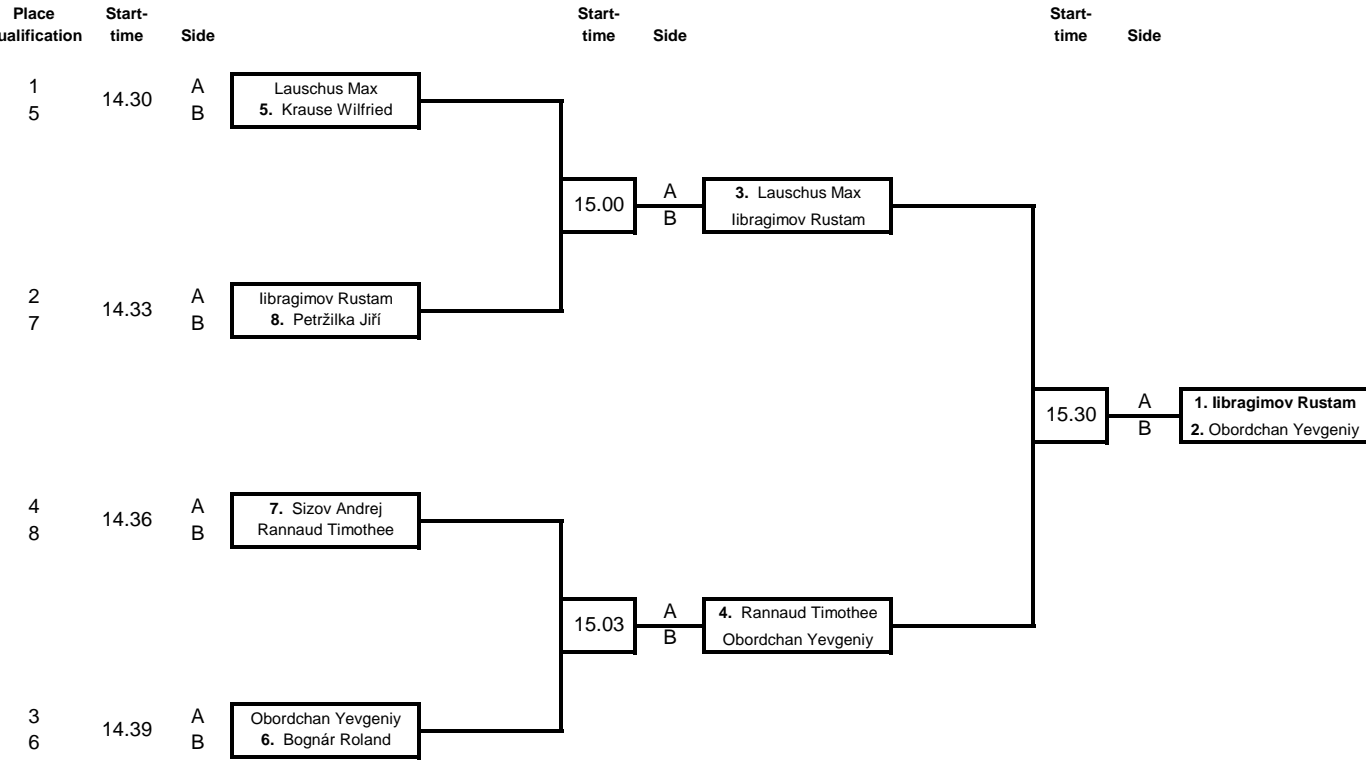 Place Start- Start- Start-
ualification time Side time Side time Side
1 14.30 A Lauschus Max
5 B 5. Krause Wilfried
15.00 A 3. Lauschus Max
B Iibragimov Rustam
2 14.33 A Iibragimov Rustam
7 B 8. Petržilka Jiří
15.30 A 1. Iibragimov Rustam
B 2. Obordchan Yevgeniy
4 14.36 A 7. Sizov Andrej
8 B Rannaud Timothee
15.03 A 4. Rannaud Timothee
B Obordchan Yevgeniy
3 14.39 A Obordchan Yevgeniy
6 B 6. Bognár Roland